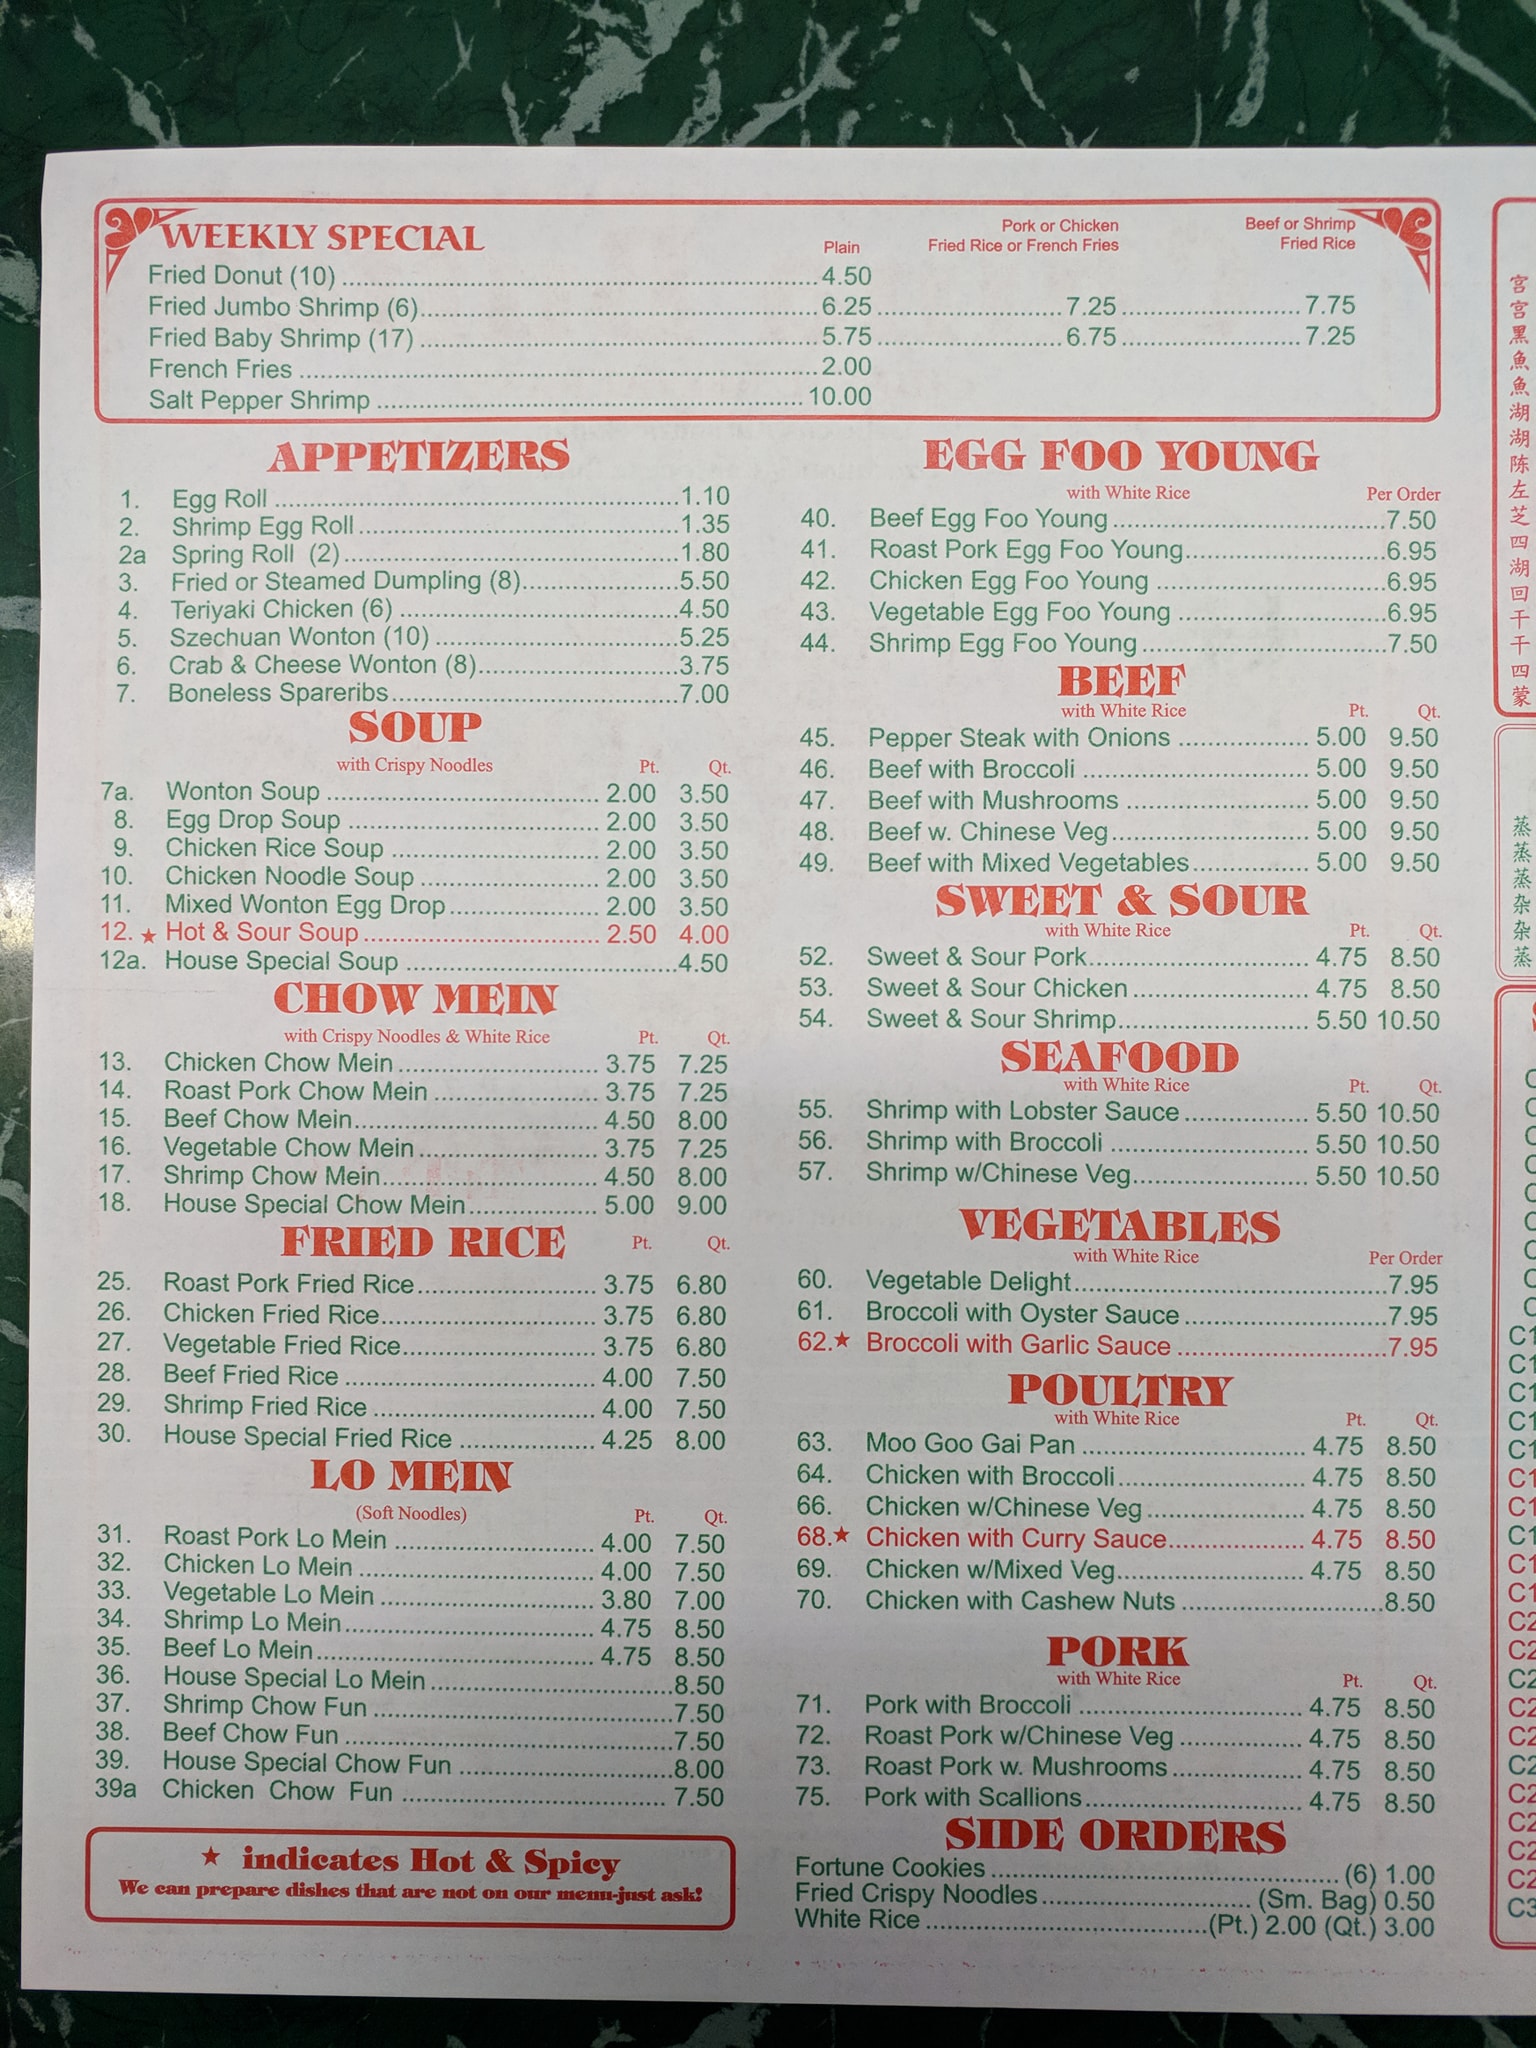 WEEKLY SPECIAL
Plain
Pork or Chicken
Fried Rice or French Fries
Beef or Shrimp
Fried Rice
Fried Donut (10) 4.50
Fried Jumbo Shrimp (6) 6.25 7.25 7.75
Fried Baby Shrimp (17) 5.75 6.75 7.25
French Fries 2.00
Salt Pepper Shrimp 10.00
APPETIZERS
1. Egg Roll 1.10
2. Shrimp Egg Roll 1.35
2a Spring Roll (2) 1.80
3. Fried or Steamed Dumpling (8) 5.50
4. Teriyaki Chicken (6) 4.50
5. Szechuan Wonton (10) 5.25
6. Crab & Cheese Wonton (8) 3.75
7. Boneless Spareribs 7.00
SOUP
with Crispy Noodles Pt. Qt.
7a. Wonton Soup 2.00 3.50
8. Egg Drop Soup 2.00 3.50
9. Chicken Rice Soup 2.00 3.50
10. Chicken Noodle Soup 2.00 3.50
11. Mixed Wonton Egg Drop 2.00 3.50
12. ★ Hot & Sour Soup 2.50 4.00
12a. House Special Soup 4.50
CHOW MEIN
with Crispy Noodles & White Rice Pt. Qt.
13. Chicken Chow Mein 3.75 7.25
14. Roast Pork Chow Mein 3.75 7.25
15. Beef Chow Mein 4.50 8.00
16. Vegetable Chow Mein 3.75 7.25
17. Shrimp Chow Mein 4.50 8.00
18. House Special Chow Mein 5.00 9.00
FRIED RICE Pt. Qt.
25. Roast Pork Fried Rice 3.75 6.80
26. Chicken Fried Rice 3.75 6.80
27. Vegetable Fried Rice 3.75 6.80
28. Beef Fried Rice 4.00 7.50
29. Shrimp Fried Rice 4.00 7.50
30. House Special Fried Rice 4.25 8.00
LO MEIN
(Soft Noodles) Pt. Qt.
31. Roast Pork Lo Mein 4.00 7.50
32. Chicken Lo Mein 4.00 7.50
33. Vegetable Lo Mein 3.80 7.00
34. Shrimp Lo Mein 4.75 8.50
35. Beef Lo Mein 4.75 8.50
36. House Special Lo Mein 8.50
37. Shrimp Chow Fun 7.50
38. Beef Chow Fun 7.50
39. House Special Chow Fun 8.00
39a Chicken Chow Fun 7.50
★ indicates Hot & Spicy
We can prepare dishes that are not on our menu-just ask!
EGG FOO YOUNG
with White Rice Per Order
40. Beef Egg Foo Young 7.50
41. Roast Pork Egg Foo Young 6.95
42. Chicken Egg Foo Young 6.95
43. Vegetable Egg Foo Young 6.95
44. Shrimp Egg Foo Young 7.50
BEEF
with White Rice Pt. Qt.
45. Pepper Steak with Onions 5.00 9.50
46. Beef with Broccoli 5.00 9.50
47. Beef with Mushrooms 5.00 9.50
48. Beef w. Chinese Veg 5.00 9.50
49. Beef with Mixed Vegetables 5.00 9.50
SWEET & SOUR
with White Rice Pt. Qt.
52. Sweet & Sour Pork 4.75 8.50
53. Sweet & Sour Chicken 4.75 8.50
54. Sweet & Sour Shrimp 5.50 10.50
SEAFOOD
with White Rice Pt. Qt.
55. Shrimp with Lobster Sauce 5.50 10.50
56. Shrimp with Broccoli 5.50 10.50
57. Shrimp w/Chinese Veg 5.50 10.50
VEGETABLES
with White Rice Per Order
60. Vegetable Delight 7.95
61. Broccoli with Oyster Sauce 7.95
62.★ Broccoli with Garlic Sauce 7.95
POULTRY
with White Rice Pt. Qt.
63. Moo Goo Gai Pan 4.75 8.50
64. Chicken with Broccoli 4.75 8.50
66. Chicken w/Chinese Veg 4.75 8.50
68.★ Chicken with Curry Sauce 4.75 8.50
69. Chicken w/Mixed Veg 4.75 8.50
70. Chicken with Cashew Nuts 8.50
PORK
with White Rice Pt. Qt.
71. Pork with Broccoli 4.75 8.50
72. Roast Pork w/Chinese Veg 4.75 8.50
73. Roast Pork w. Mushrooms 4.75 8.50
75. Pork with Scallions 4.75 8.50
SIDE ORDERS
Fortune Cookies (6) 1.00
Fried Crispy Noodles (Sm. Bag) 0.50
White Rice (Pt.) 2.00 (Qt.) 3.00
宫
宫
黑
魚
魚
湖
湖
陈
左
芝
四
湖
回
干
干
四
蒙
蒸
蒸
蒸
杂
杂
蒸